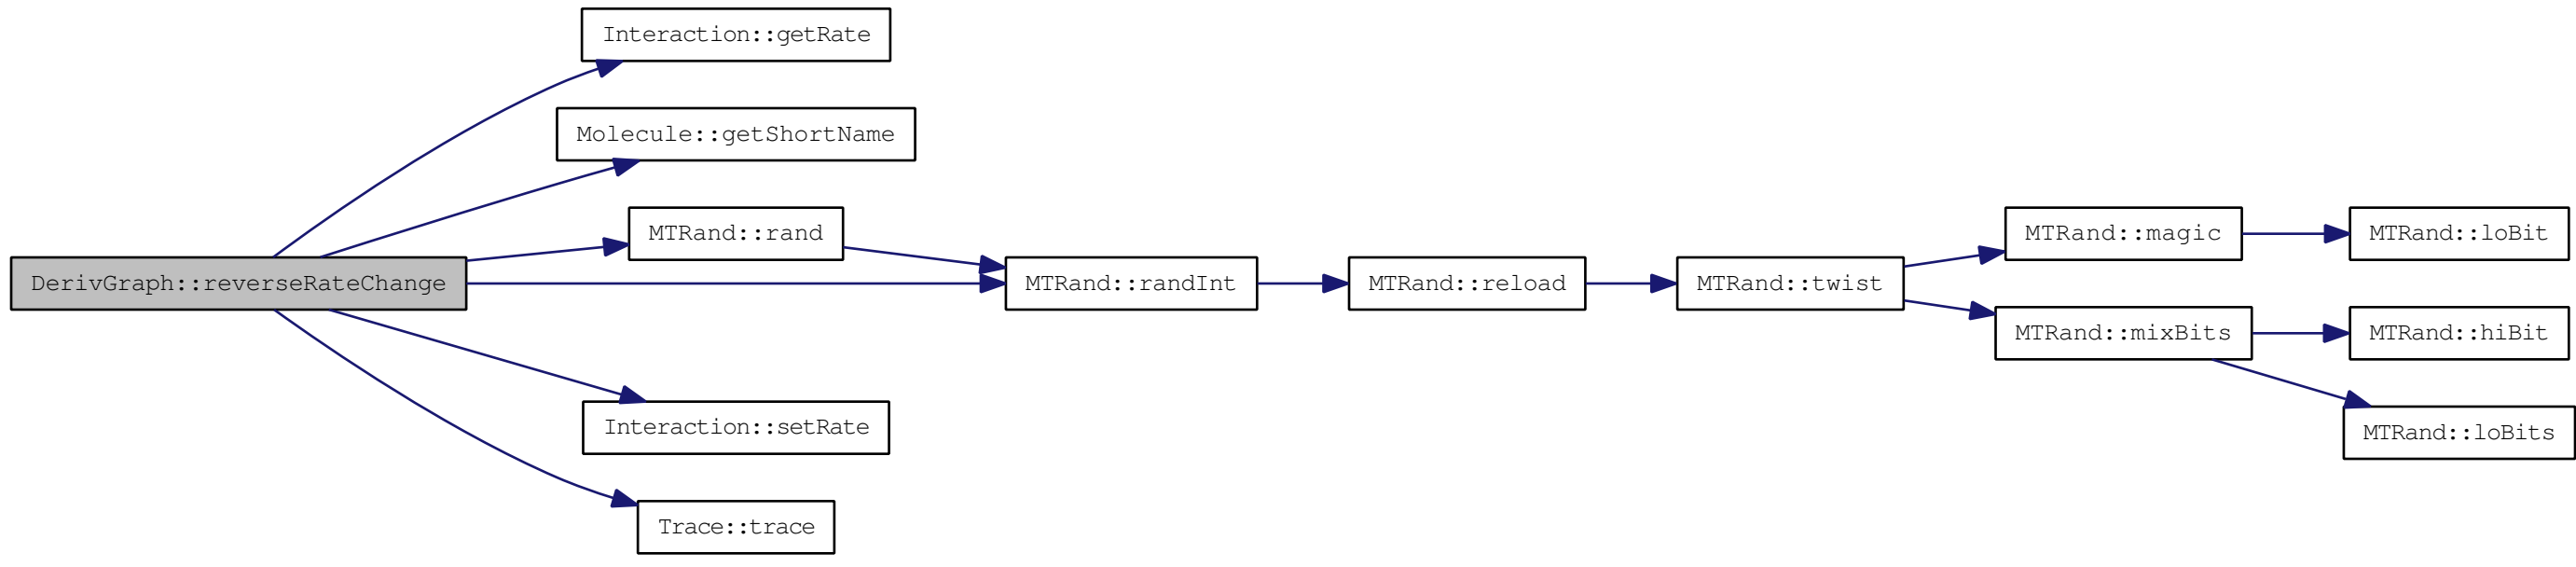 Interaction::getRate
Molecule::getShortName
MTRand::rand
MTRand::magic
MTRand::loBit
DerivGraph::reverseRateChange
MTRand::randInt
MTRand::reload
MTRand::twist
MTRand::mixBits
MTRand::hiBit
Interaction::setRate
MTRand::loBits
Trace::trace